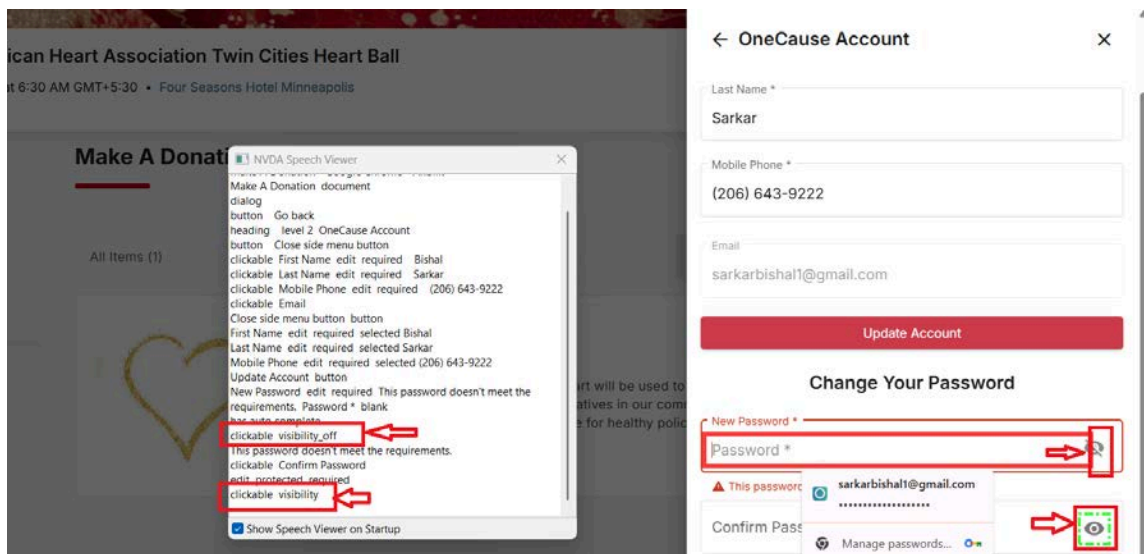 ican Heart Association Twin Cities Heart Ball
at 6:30 AM GMT+5:30 • Four Seasons Hotel Minneapolis
Make A Donati
All Items (1)
art will be used to
atives in our comm
e for healthy polic
NVDA Speech Viewer
Make A Donation document
dialog
button Go back
heading level 2 OneCause Account
button Close side menu button
clickable First Name edit required Bishal
clickable Last Name edit required Sarkar
clickable Mobile Phone edit required (206) 643-9222
clickable Email
Close side menu button button
First Name edit required selected Bishal
Last Name edit required selected Sarkar
Mobile Phone edit required selected (206) 643-9222
Update Account button
New Password edit required This password doesn't meet the
requirements. Password * blank
has auto complete
clickable visibility_off
This password doesn't meet the requirements.
clickable Confirm Password
edit protected required
clickable visibility
Show Speech Viewer on Startup
← OneCause Account
Last Name *
Sarkar
Mobile Phone *
(206) 643-9222
Email
sarkarbishal1@gmail.com
Update Account
Change Your Password
New Password *
Password *
This password
sarkarbishal1@gmail.com
Confirm Pass
Manage passwords...